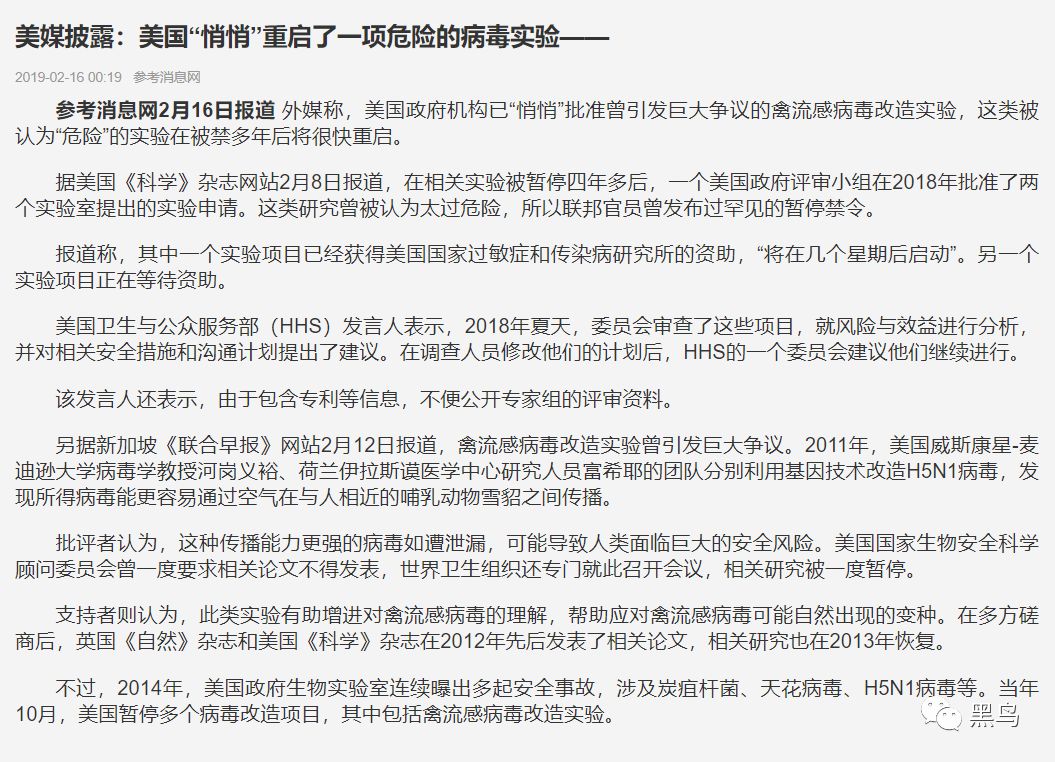 美媒披露：美国“悄悄”重启了一项危险的病毒实验——
2019-02-16 00:19 参考消息网
参考消息网2月16日报道 外媒称，美国政府机构已“悄悄”批准曾引发巨大争议的禽流感病毒改造实验，这类被
认为“危险”的实验在被禁多年后将很快重启。
据美国《科学》杂志网站2月8日报道，在相关实验被暂停四年多后，一个美国政府评审小组在2018年批准了两
个实验室提出的实验申请。这类研究曾被认为太过危险，所以联邦官员曾发布过罕见的暂停禁令。
报道称，其中一个实验项目已经获得美国国家过敏症和传染病研究所的资助，“将在几个星期后启动”。另一个
实验项目正在等待资助。
美国卫生与公众服务部（HHS）发言人表示，2018年夏天，委员会审查了这些项目，就风险与效益进行分析，
并对相关安全措施和沟通计划提出了建议。在调查人员修改他们的计划后，HHS的一个委员会建议他们继续进行。
该发言人还表示，由于包含专利等信息，不便公开专家组的评审资料。
另据新加坡《联合早报》网站2月12日报道，禽流感病毒改造实验曾引发巨大争议。2011年，美国威斯康星-麦
迪逊大学病毒学教授河岗义裕、荷兰伊拉斯谟医学中心研究人员富希耶的团队分别利用基因技术改造H5N1病毒，发
现所得病毒能更容易通过空气在与人相近的哺乳动物雪貂之间传播。
批评者认为，这种传播能力更强的病毒如遭泄漏，可能导致人类面临巨大的安全风险。美国国家生物安全科学
顾问委员会曾一度要求相关论文不得发表，世界卫生组织还专门就此召开会议，相关研究被一度暂停。
支持者则认为，此类实验有助增进对禽流感病毒的理解，帮助应对禽流感病毒可能自然出现的变种。在多方磋
商后，英国《自然》杂志和美国《科学》杂志在2012年先后发表了相关论文，相关研究也在2013年恢复。
不过，2014年，美国政府生物实验室连续曝出多起安全事故，涉及炭疽杆菌、天花病毒、H5N1病毒等。当年
10月，美国暂停多个病毒改造项目，其中包括禽流感病毒改造实验。
黑鸟